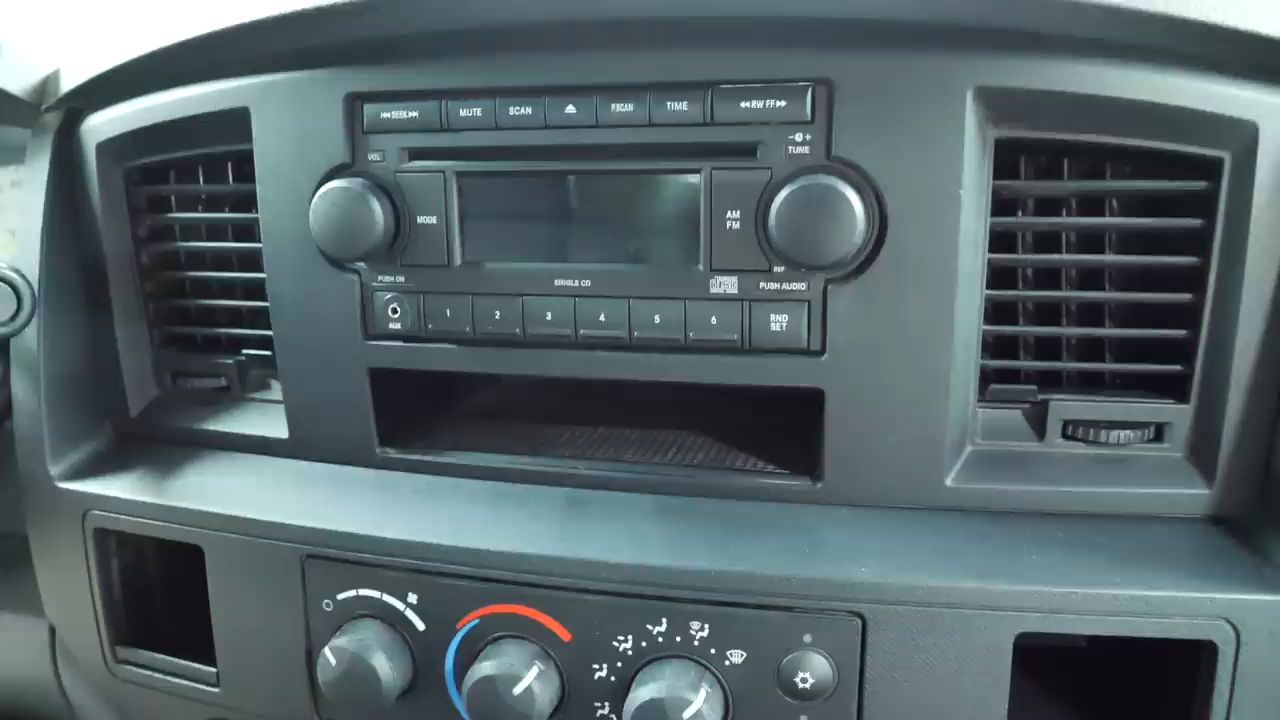 SEEK
MUTE
SCAN
P.SCAN
TIME
RW FF
VOL
- +
TUNE
MODE
AM
FM
PUSH ON
SINGLE CD
REF
PUSH AUDIO
AUX
1
2
3
4
5
6
RND
SET